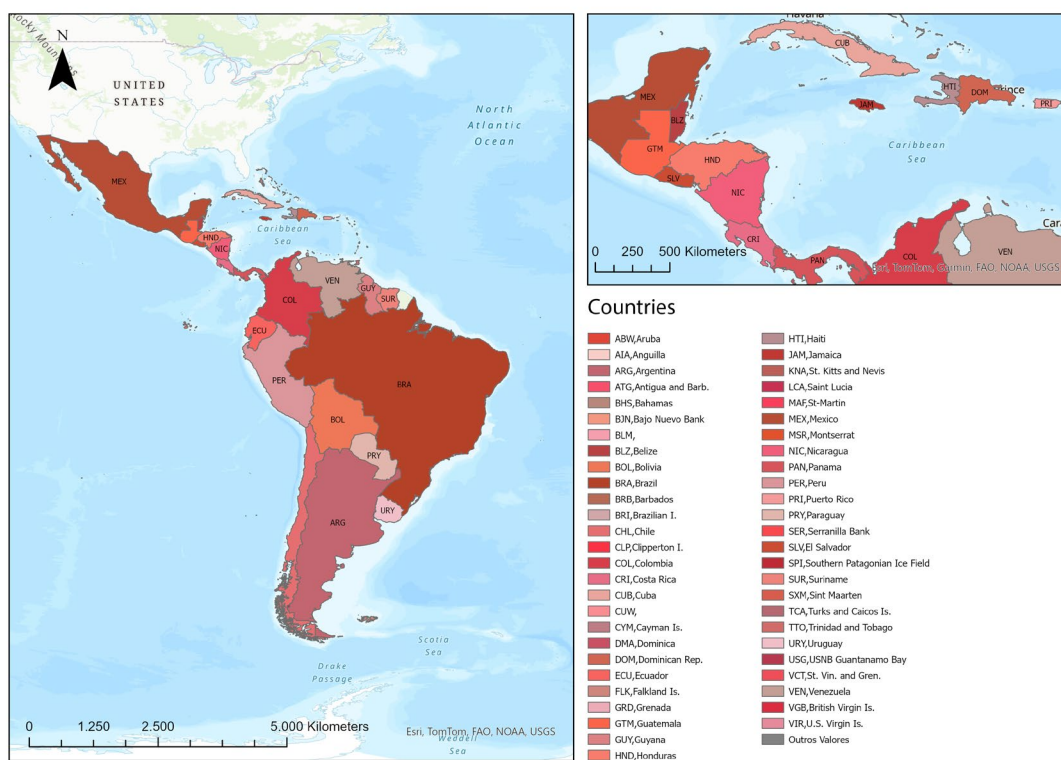 Rocky Mountains
N
UNITED
STATES
North
Atlantic
Ocean
MEX
Caribbean
Sea
HND
NIC
VEN
GUY
SUR
COL
ECU
PER
BRA
BOL
PRY
URY
ARG
Scotia
Sea
Drake
Passage
Weddell
Sea
0 1.250 2.500 5.000 Kilometers
Esri, TomTom, FAO, NOAA, USGS
Havana
CUB
MEX
BLZ
JAM
HTI
DOM
ince
PRI
GTM
HND
Caribbean
Sea
SLV
NIC
CRI
PAN
COL
VEN
Cara
0 250 500 Kilometers
Esri, TomTom, Garmin, FAO, NOAA, USGS
Countries
ABW,Aruba
AIA,Anguilla
ARG,Argentina
ATG,Antigua and Barb.
BHS,Bahamas
BJN,Bajo Nuevo Bank
BLM,
BLZ,Belize
BOL,Bolivia
BRA,Brazil
BRB,Barbados
BRI,Brazilian I.
CHL,Chile
CLP,Clipperton I.
COL,Colombia
CRI,Costa Rica
CUB,Cuba
CUW,
CYM,Cayman Is.
DMA,Dominica
DOM,Dominican Rep.
ECU,Ecuador
FLK,Falkland Is.
GRD,Grenada
GTM,Guatemala
GUY,Guyana
HND,Honduras
HTI,Haiti
JAM,Jamaica
KNA,St. Kitts and Nevis
LCA,Saint Lucia
MAF,St-Martin
MEX,Mexico
MSR,Montserrat
NIC,Nicaragua
PAN,Panama
PER,Peru
PRI,Puerto Rico
PRY,Paraguay
SER,Serranilla Bank
SLV,El Salvador
SPI,Southern Patagonian Ice Field
SUR,Suriname
SXM,Sint Maarten
TCA,Turks and Caicos Is.
TTO,Trinidad and Tobago
URY,Uruguay
USG,USNB Guantanamo Bay
VCT,St. Vin. and Gren.
VEN,Venezuela
VGB,British Virgin Is.
VIR,U.S. Virgin Is.
Outros Valores